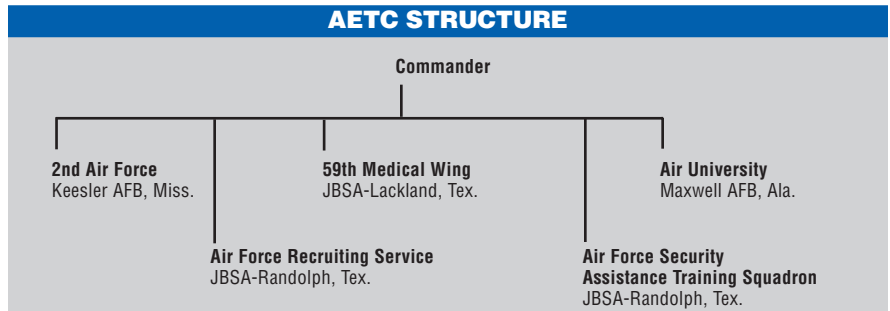 AETC STRUCTURE
Commander
2nd Air Force
Keesler AFB, Miss.
59th Medical Wing
JBSA-Lackland, Tex.
Air University
Maxwell AFB, Ala.
Air Force Recruiting Service
JBSA-Randolph, Tex.
Air Force Security
Assistance Training Squadron
JBSA-Randolph, Tex.